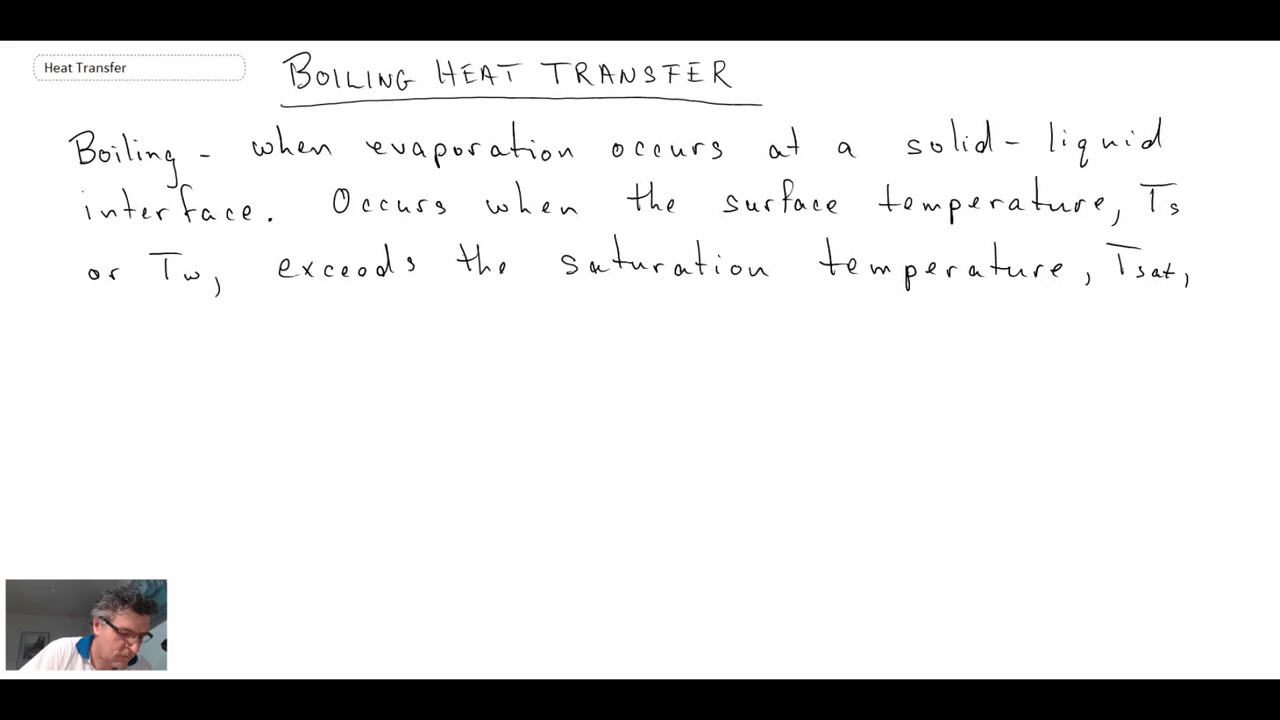 Heat Transfer
BOILING HEAT TRANSFER
Boiling - when evaporation occurs at a solid-liquid
interface. Occurs when the surface temperature, Ts
or Tw, exceeds the saturation temperature, Tsat,